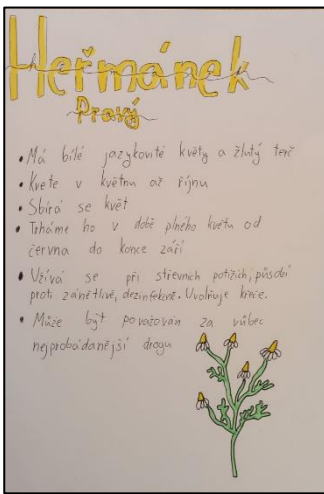 Heřmánek
Pravý
• Má bílé jazykovité květy a žlutý terč
• Kvete v květnu až říjnu
• Sbírá se květ
• Trháme ho v době plného květu od
června do konce září
• Užívá se při střevních potížích, působí
proti zánětlivě, dezinfekčně. Uvolňuje křeče.
• Může být považován za vůbec
nejprobádanější drogu